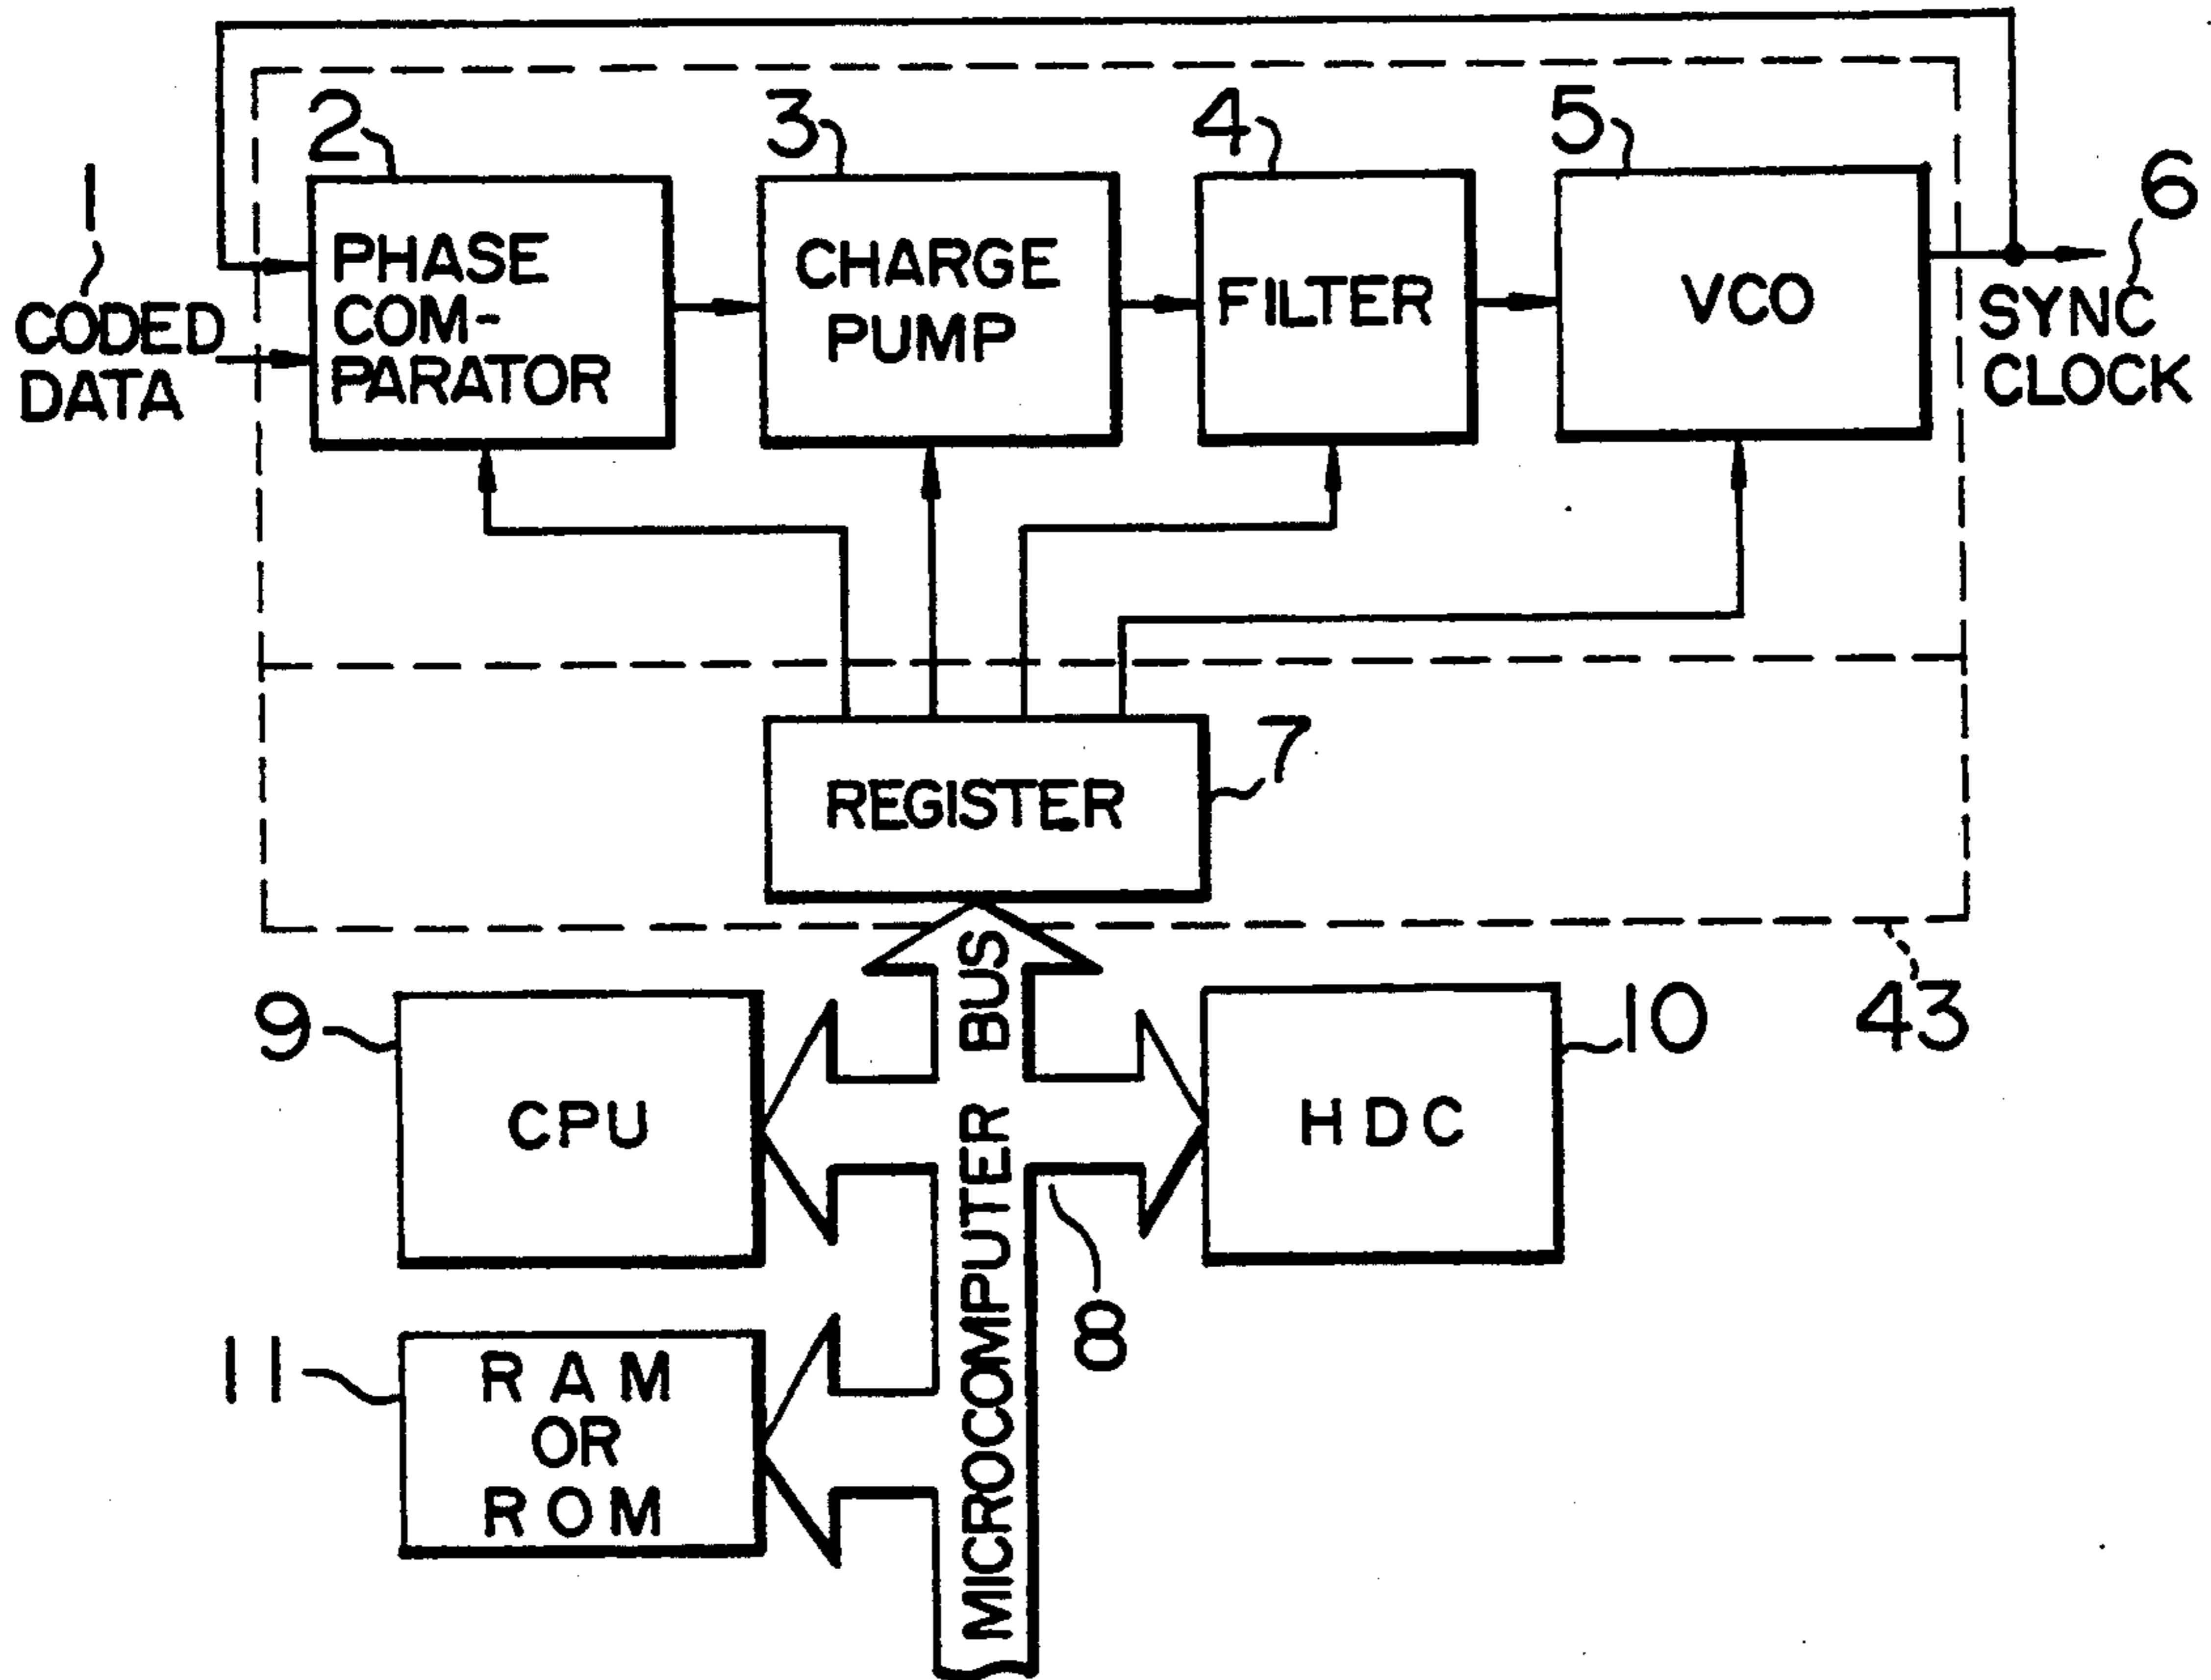 2
3
4
5
1
6
PHASE
COM-
PARATOR
CHARGE
PUMP
FILTER
VCO
CODED
DATA
SYNC
CLOCK
7
REGISTER
43
9
CPU
10
HDC
MICROCOMPUTER BUS
8
11
RAM
OR
ROM